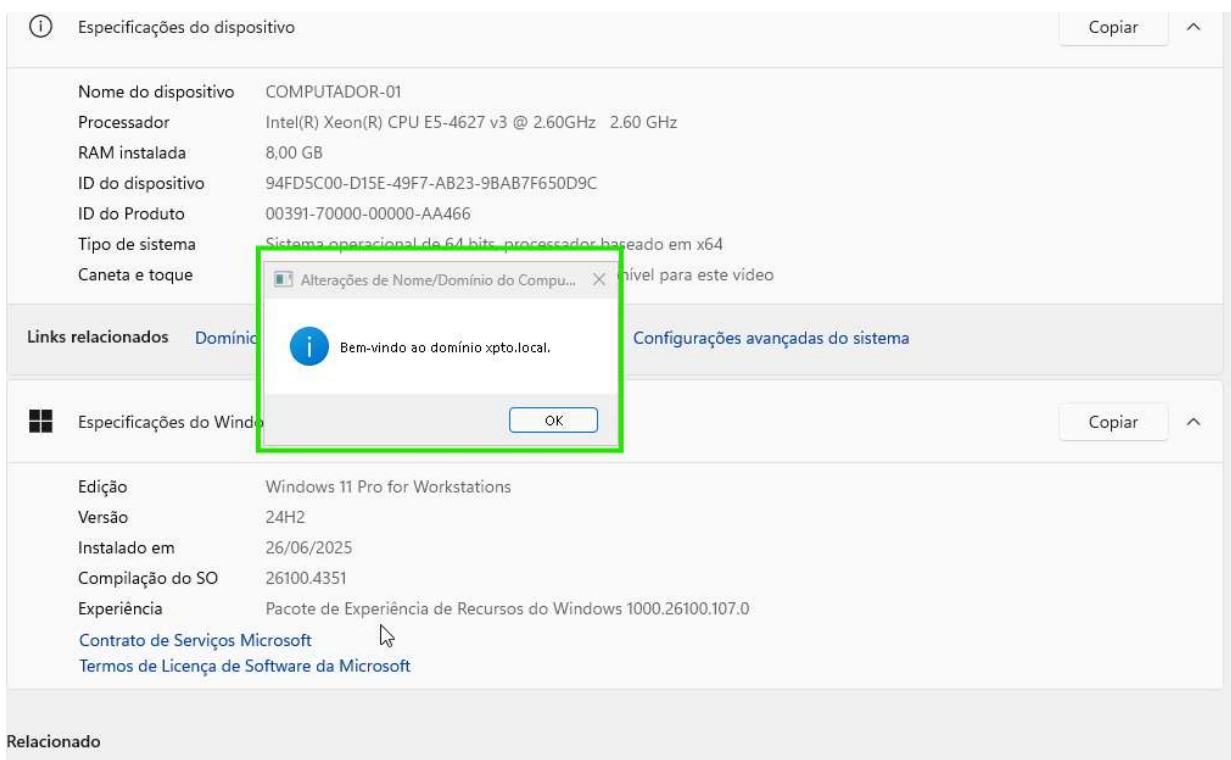 Especificações do dispositivo
Copiar
Nome do dispositivo COMPUTADOR-01
Processador Intel(R) Xeon(R) CPU E5-4627 v3 @ 2.60GHz 2.60 GHz
RAM instalada 8,00 GB
ID do dispositivo 94FD5C00-D15E-49F7-AB23-9BAB7F650D9C
ID do Produto 00391-70000-00000-AA466
Tipo de sistema Sistema operacional de 64 bits, processador baseado em x64
Caneta e toque nível para este vídeo
Alterações de Nome/Domínio do Compu...
Links relacionados Domínio Configurações avançadas do sistema
Bem-vindo ao domínio xpto.local.
OK
Especificações do Windo
Copiar
Edição Windows 11 Pro for Workstations
Versão 24H2
Instalado em 26/06/2025
Compilação do SO 26100.4351
Experiência Pacote de Experiência de Recursos do Windows 1000.26100.107.0
Contrato de Serviços Microsoft
Termos de Licença de Software da Microsoft
Relacionado